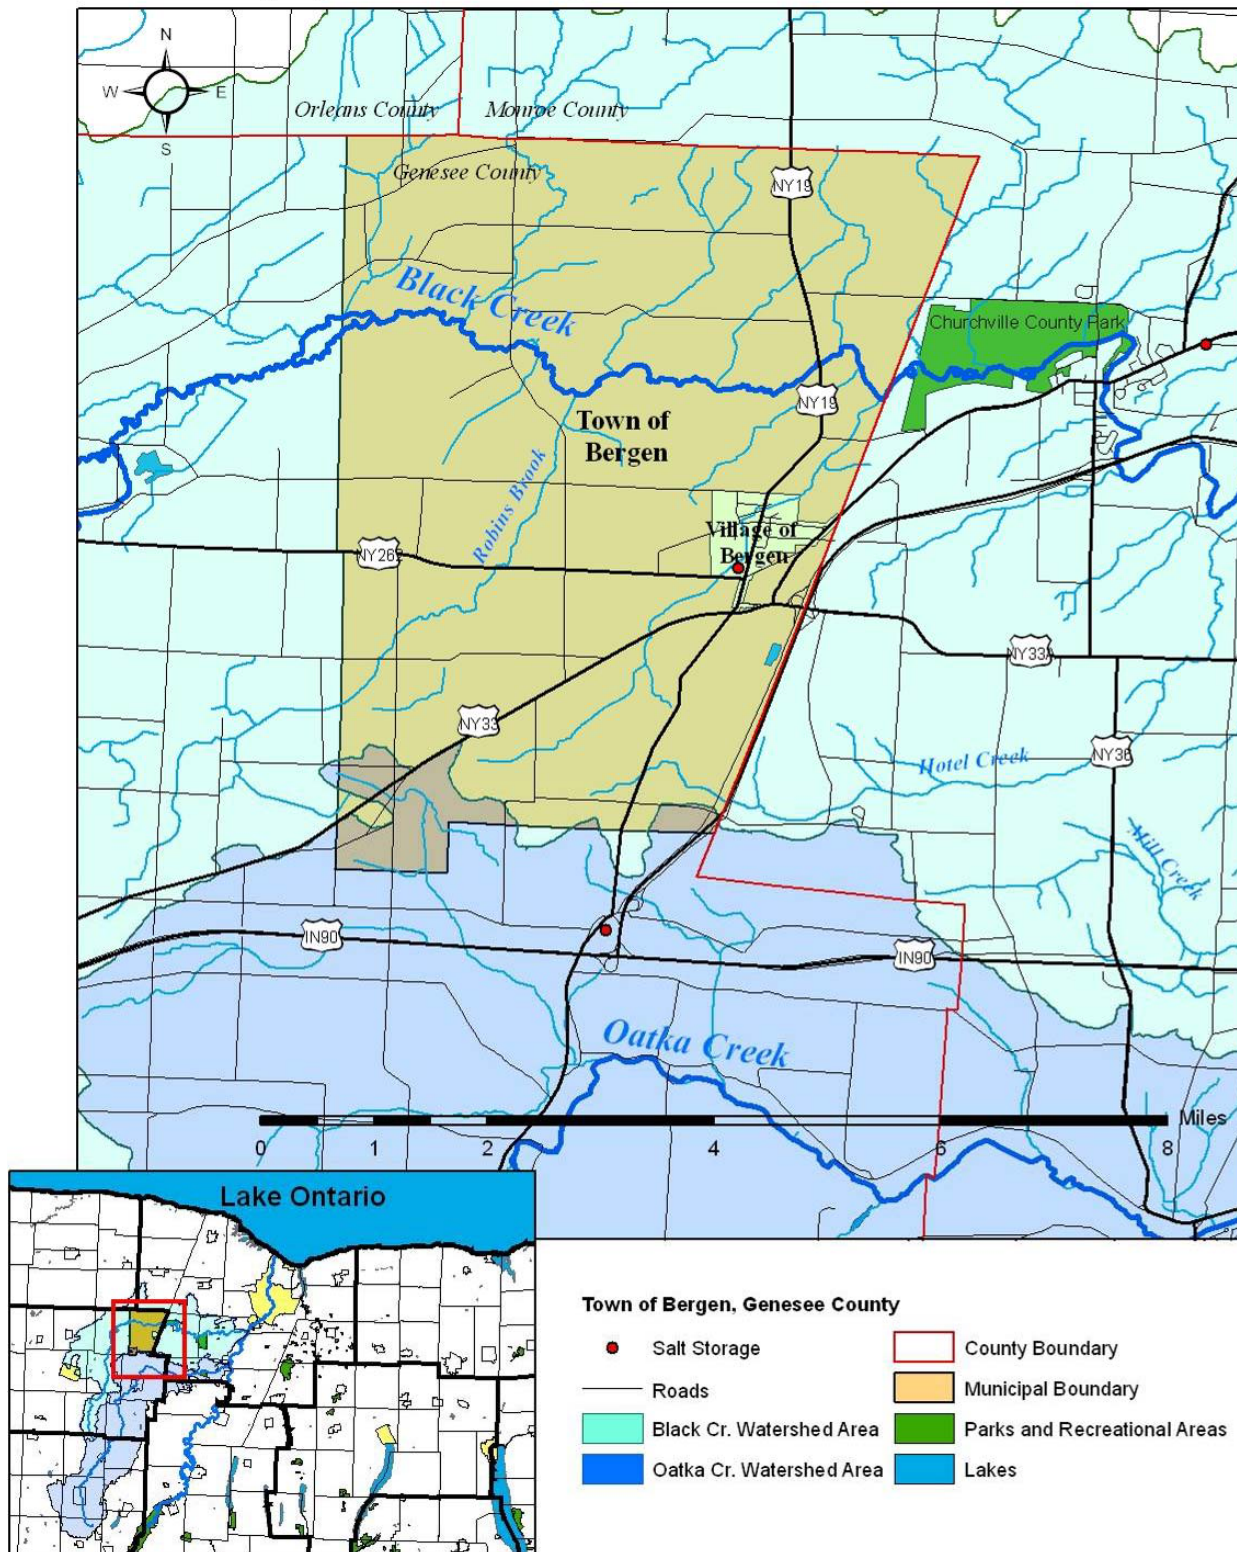 N
W E
S
Orleans County
Monroe County
Genesee County
NY19
Black Creek
Churchville County Park
NY19
Town of
Bergen
Robins Brook
Village of
Bergen
NY262
NY33A
NY33
NY36
Hotel Creek
Mill Creek
IN90
IN90
Oatka Creek
Miles
0 1 2 4 6 8
Lake Ontario
Town of Bergen, Genesee County
Salt Storage
County Boundary
Roads
Municipal Boundary
Black Cr. Watershed Area
Parks and Recreational Areas
Oatka Cr. Watershed Area
Lakes